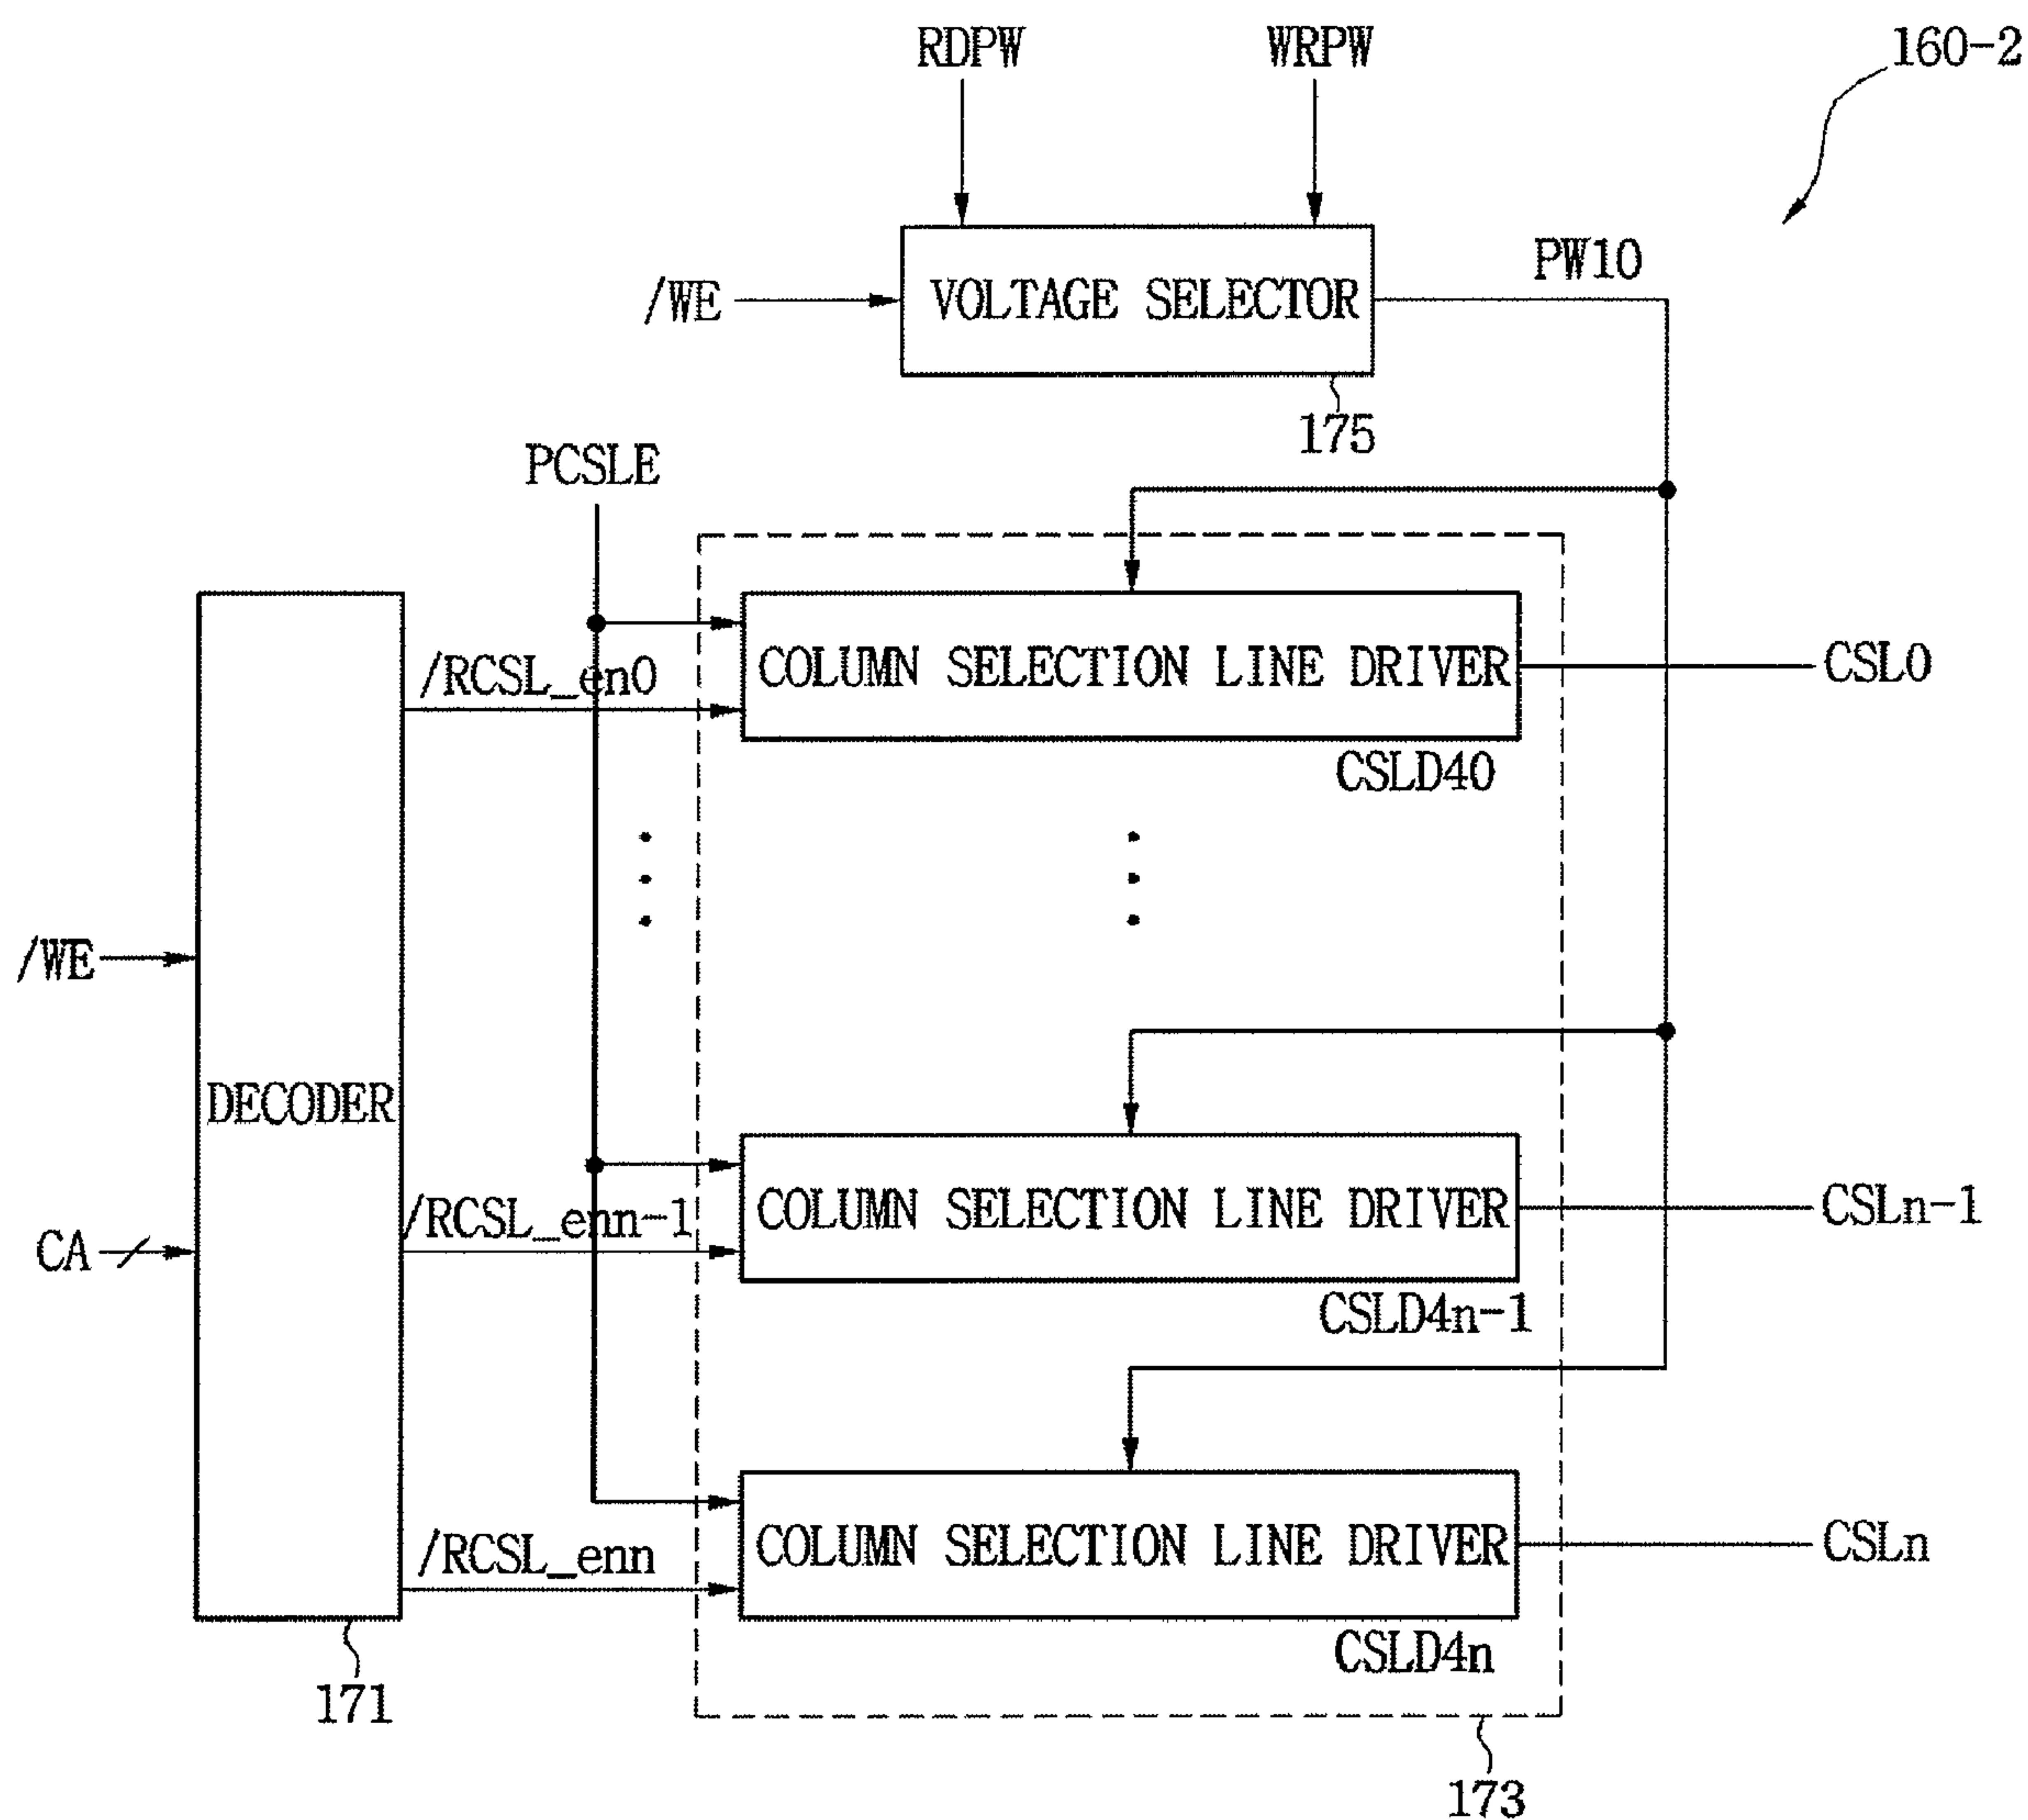 RDPW
WRPW
160-2
/WE
VOLTAGE SELECTOR
PW10
175
PCSLE
/RCSL_en0
COLUMN SELECTION LINE DRIVER
CSL0
CSLD40
/WE
DECODER
CA
/RCSL_enn-1
COLUMN SELECTION LINE DRIVER
CSLn-1
CSLD4n-1
/RCSL_enn
COLUMN SELECTION LINE DRIVER
CSLn
CSLD4n
171
173